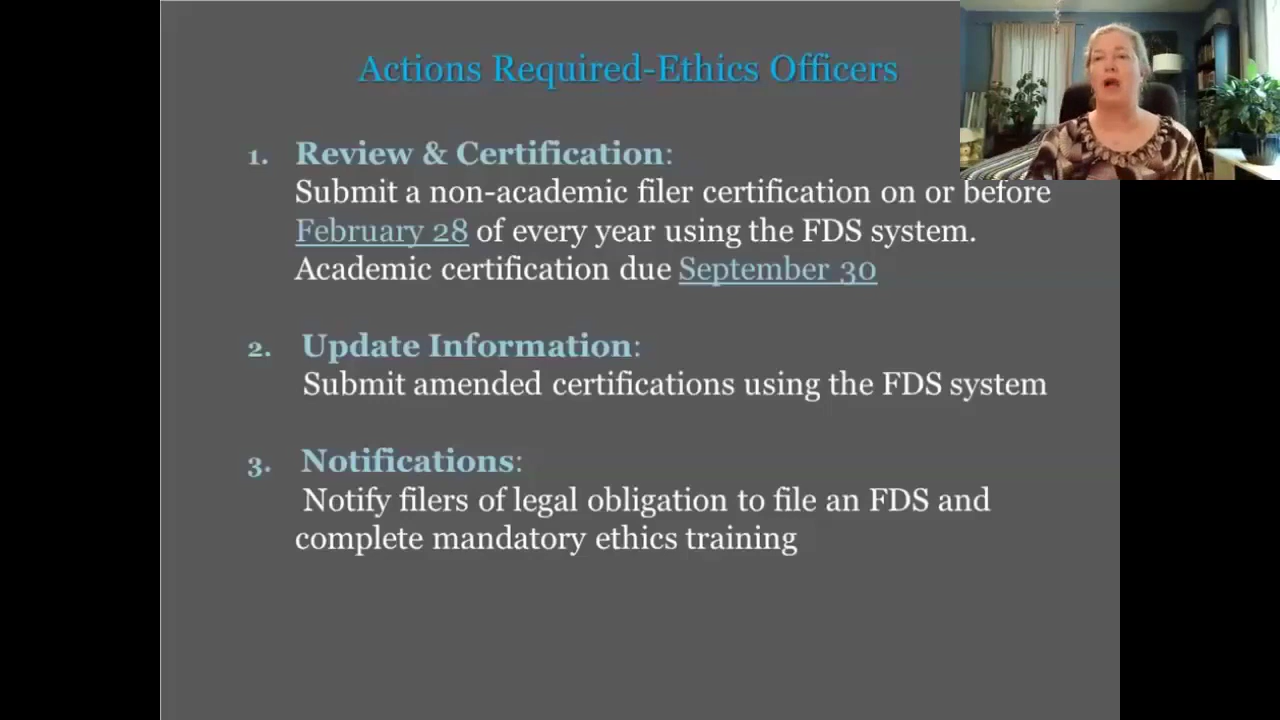 Actions Required-Ethics Officers
1. Review & Certification:
Submit a non-academic filer certification on or before
February 28 of every year using the FDS system.
Academic certification due September 30
2. Update Information:
Submit amended certifications using the FDS system
3. Notifications:
Notify filers of legal obligation to file an FDS and
complete mandatory ethics training